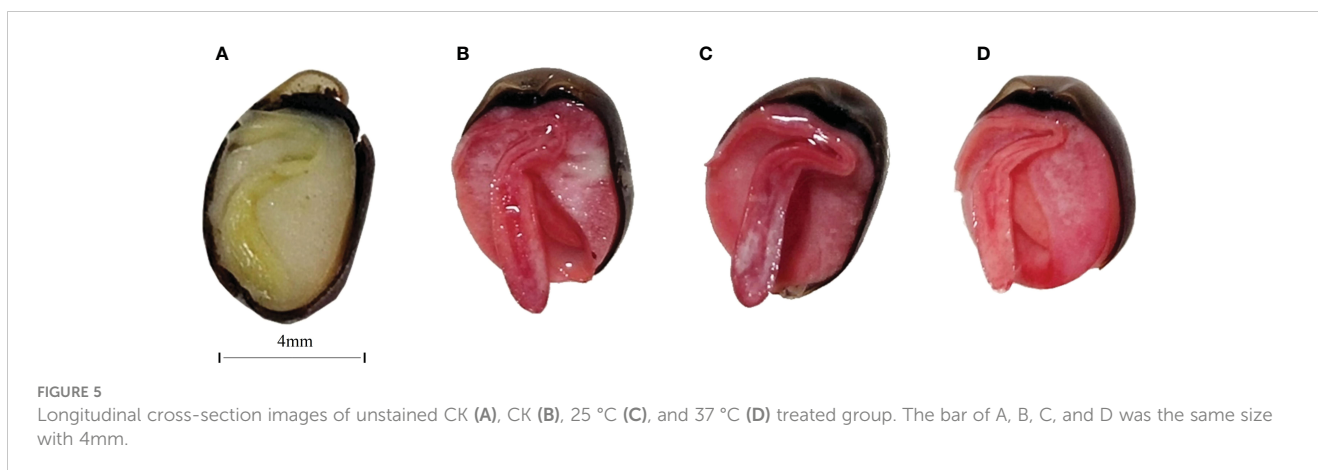 A B C D
4mm
FIGURE 5
Longitudinal cross-section images of unstained CK (A), CK (B), 25 °C (C), and 37 °C (D) treated group. The bar of A, B, C, and D was the same size
with 4mm.